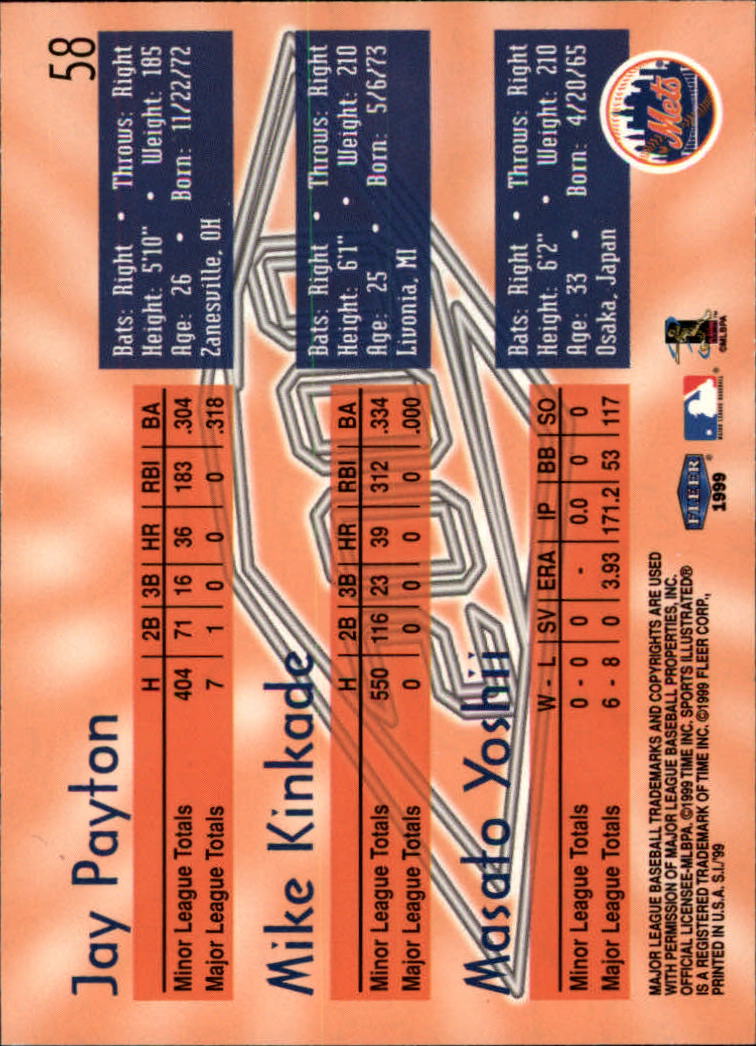 58
Jay Payton
H | 2B | 3B | HR | RBI | BA
Minor League Totals 404 | 71 | 16 | 36 | 183 | .304
Major League Totals 7 | 1 | 0 | 0 | 0 | .318
Bats: Right • Throws: Right
Height: 5'10" • Weight: 185
Age: 26 • Born: 11/22/72
Zanesville, OH
Mike Kinkade
H | 2B | 3B | HR | RBI | BA
Minor League Totals 550 | 116 | 23 | 39 | 312 | .334
Major League Totals 0 | 0 | 0 | 0 | 0 | .000
Bats: Right • Throws: Right
Height: 6'1" • Weight: 210
Age: 25 • Born: 5/6/73
Livonia, MI
Masato Yoshii
W - L | SV | ERA | IP | BB | SO
Minor League Totals 0 - 0 | 0 | - | 0.0 | 0 | 0
Major League Totals 6 - 8 | 0 | 3.93 | 171.2 | 53 | 117
Bats: Right • Throws: Right
Height: 6'2" • Weight: 210
Age: 33 • Born: 4/20/65
Osaka, Japan
Mets
MAJOR LEAGUE BASEBALL TRADEMARKS AND COPYRIGHTS ARE USED
WITH PERMISSION OF MAJOR LEAGUE BASEBALL PROPERTIES, INC.
OFFICIAL LICENSEE-MLBPA. ©1999 TIME INC. SPORTS ILLUSTRATED®
IS A REGISTERED TRADEMARK OF TIME INC. ©1999 FLEER CORP.,
PRINTED IN U.S.A. S.I./'99
FLEER®
1999
MAJOR LEAGUE BASEBALL®
©MLBPA